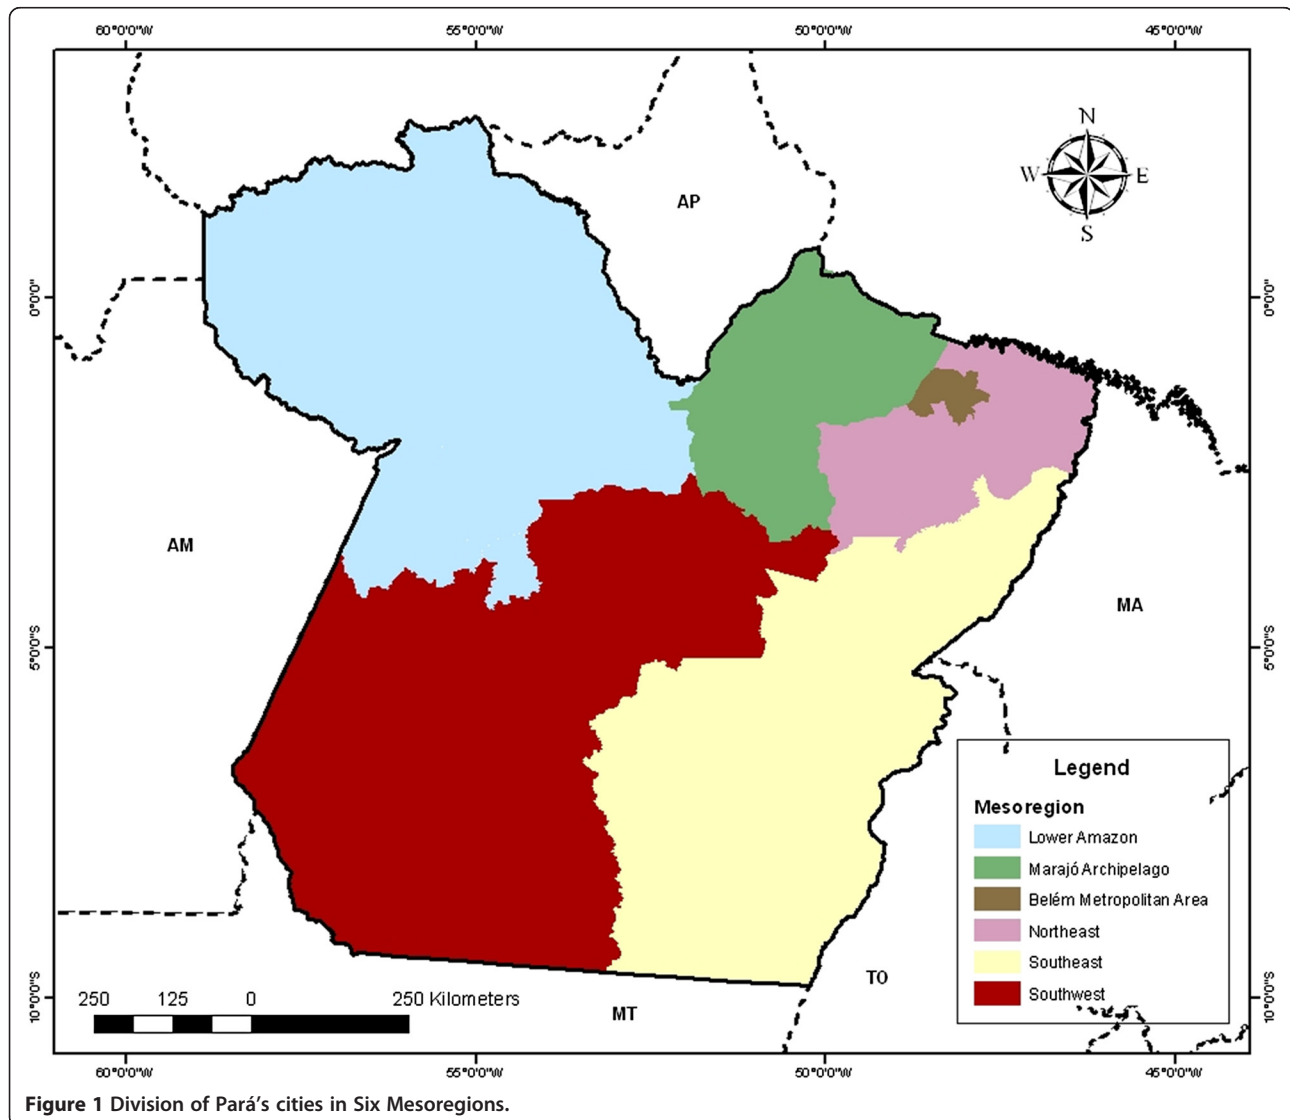 60°0'0"W 55°0'0"W 50°0'0"W 45°0'0"W
N
W E
S
AP
0°0'0" 0°0'0"
AM
MA
5°0'0"S 5°0'0"S
Legend
Mesoregion
Lower Amazon
Marajó Archipelago
Belém Metropolitan Area
Northeast
Southeast
Southwest
TO
MT
250 125 0 250 Kilometers
10°0'0"S 10°0'0"S
60°0'0"W 55°0'0"W 50°0'0"W 45°0'0"W
Figure 1 Division of Pará's cities in Six Mesoregions.